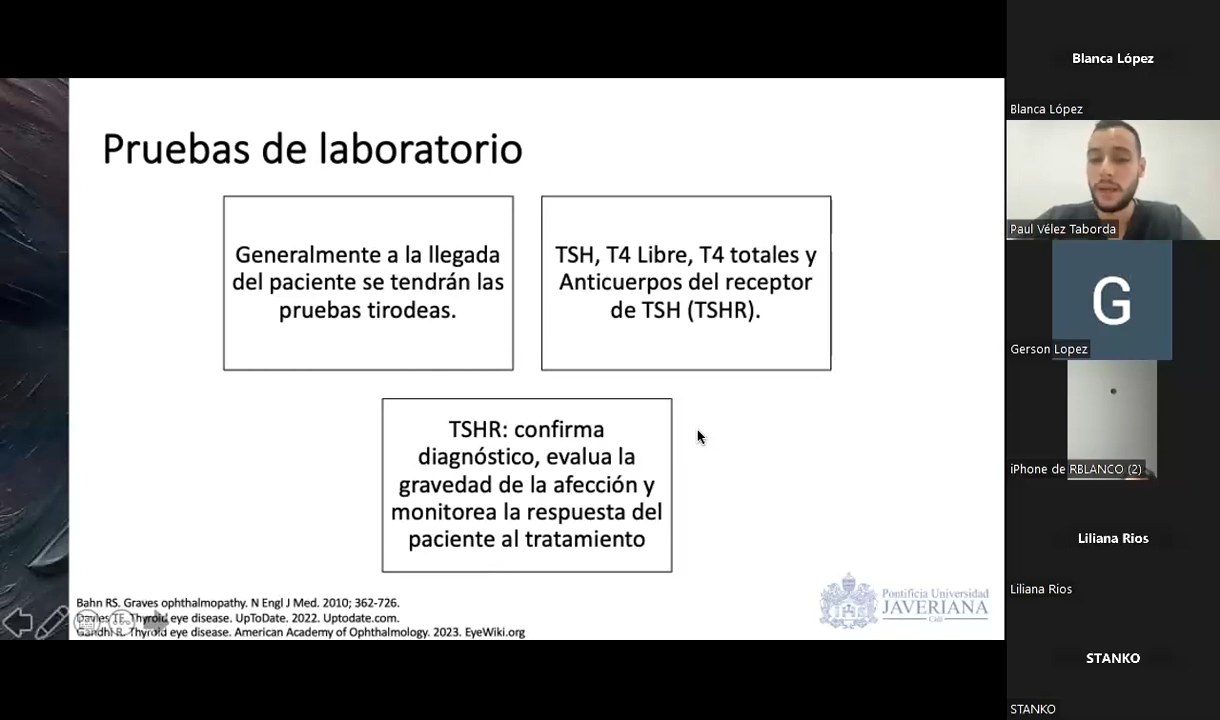 Pruebas de laboratorio
Generalmente a la llegada
del paciente se tendrán las
pruebas tirodeas.
TSH, T4 Libre, T4 totales y
Anticuerpos del receptor
de TSH (TSHR).
TSHR: confirma
diagnóstico, evalua la
gravedad de la afección y
monitorea la respuesta del
paciente al tratamiento
Bahn RS. Graves ophthalmopathy. N Engl J Med. 2010; 362-726.
Davies TF. Thyroid eye disease. UpToDate. 2022. Uptodate.com.
Gandhi R. Thyroid eye disease. American Academy of Ophthalmology. 2023. EyeWiki.org
Pontificia Universidad
JAVERIANA
Cali
Blanca López
Blanca López
Paul Vélez Taborda
G
Gerson Lopez
iPhone de RBLANCO (2)
Liliana Rios
Liliana Rios
STANKO
STANKO